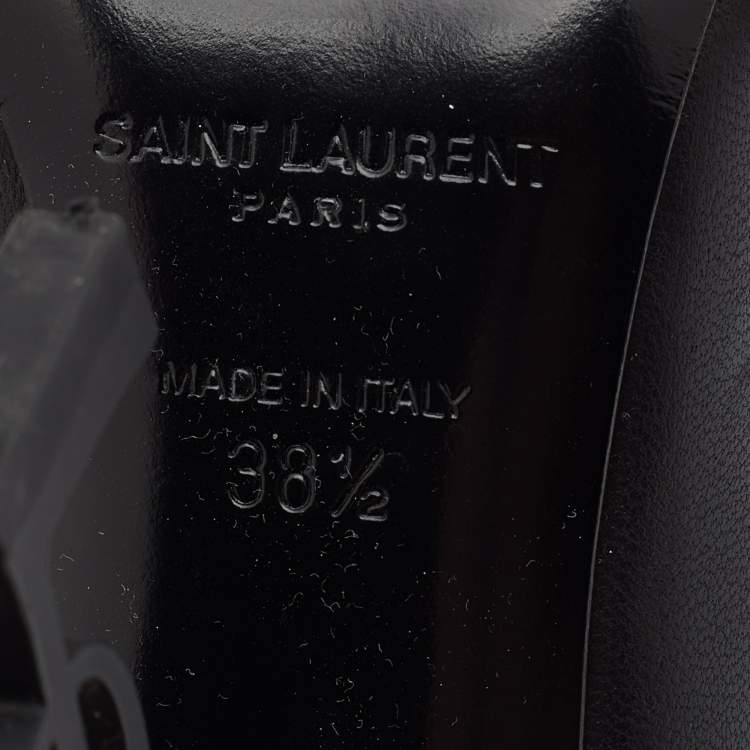 SAINT LAURENT
PARIS
MADE IN ITALY
38½